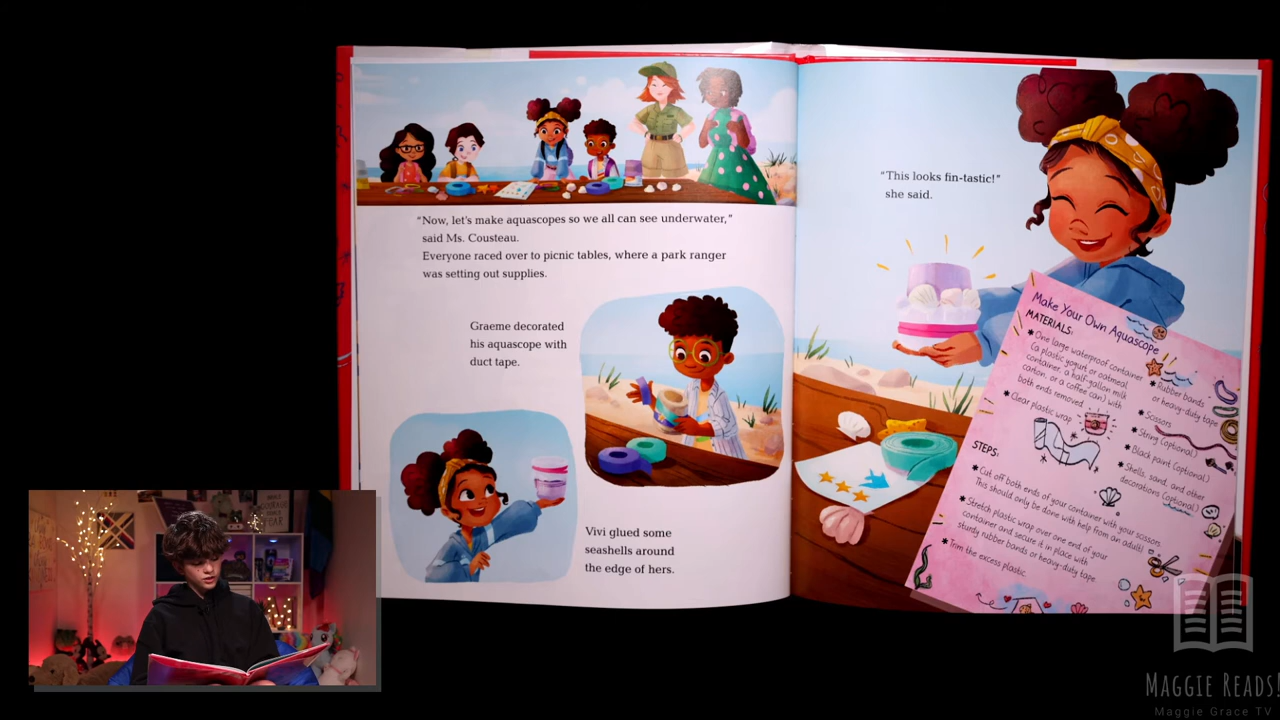 "Now, let's make aquascopes so we all can see underwater,"
said Ms. Cousteau.
Everyone raced over to picnic tables, where a park ranger
was setting out supplies.
Graeme decorated
his aquascope with
duct tape.
Vivi glued some
seashells around
the edge of hers.
"This looks fin-tastic!"
she said.
Make Your Own Aquascope
MATERIALS:
* One large waterproof container
(a plastic yogurt or oatmeal
container, a half-gallon milk
carton, or a coffee can) with
both ends removed
* Clear plastic wrap
* Rubber bands
or heavy-duty tape
* Scissors
* String (optional)
* Black paint (optional)
* Shells, sand, and other
decorations (optional)
STEPS:
* Cut off both ends of your container with your scissors.
This should only be done with help from an adult!
* Stretch plastic wrap over one end of your
container and secure it in place with
sturdy rubber bands or heavy-duty tape
* Trim the excess plastic.
FEAR
MAGGIE READS!
Maggie Grace TV